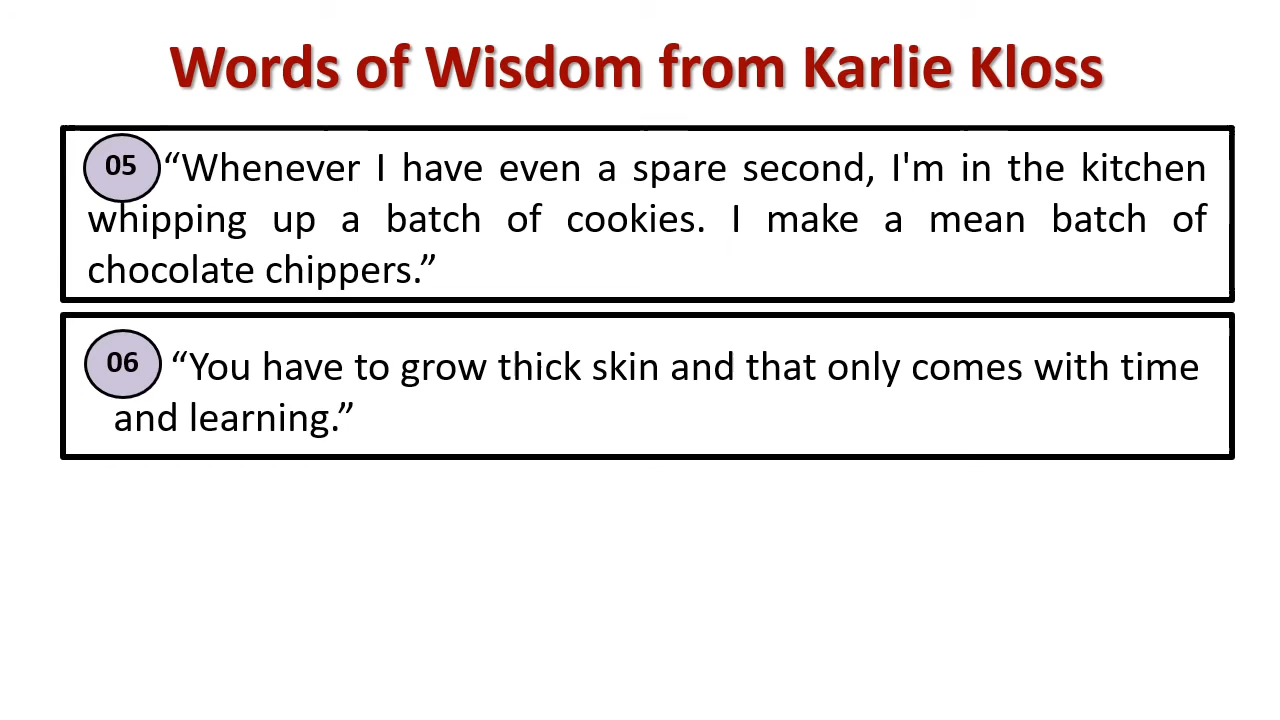 Words of Wisdom from Karlie Kloss
05 “Whenever I have even a spare second, I'm in the kitchen
whipping up a batch of cookies. I make a mean batch of
chocolate chippers.”
06 “You have to grow thick skin and that only comes with time
and learning.”